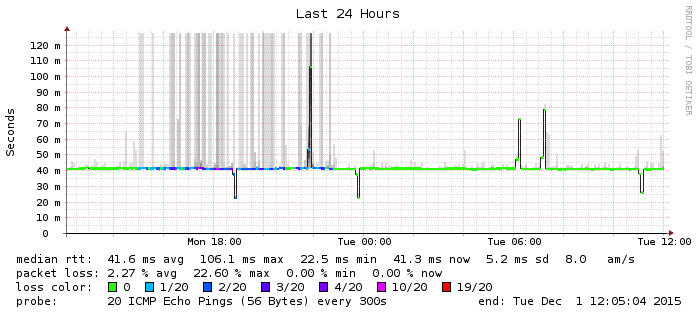 Last 24 Hours
RRDTOOL / TOBI OETIKER
Seconds
120 m
110 m
100 m
90 m
80 m
70 m
60 m
50 m
40 m
30 m
20 m
10 m
0
Mon 18:00 Tue 00:00 Tue 06:00 Tue 12:00
median rtt: 41.6 ms avg 106.1 ms max 22.5 ms min 41.3 ms now 5.2 ms sd 8.0 am/s
packet loss: 2.27 % avg 22.60 % max 0.00 % min 0.00 % now
loss color: 0 1/20 2/20 3/20 4/20 10/20 19/20
probe: 20 ICMP Echo Pings (56 Bytes) every 300s end: Tue Dec 1 12:05:04 2015